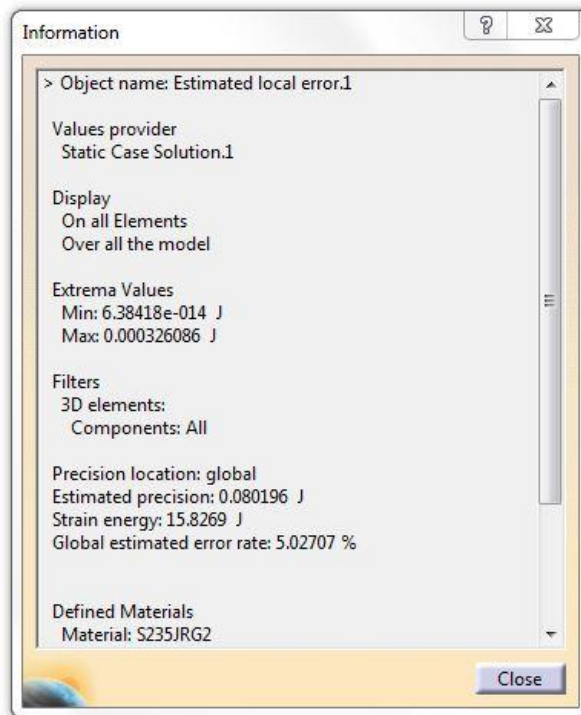 Information
> Object name: Estimated local error.1
Values provider
Static Case Solution.1
Display
On all Elements
Over all the model
Extrema Values
Min: 6.38418e-014 J
Max: 0.000326086 J
Filters
3D elements:
Components: All
Precision location: global
Estimated precision: 0.080196 J
Strain energy: 15.8269 J
Global estimated error rate: 5.02707 %
Defined Materials
Material: S235JRG2
Close